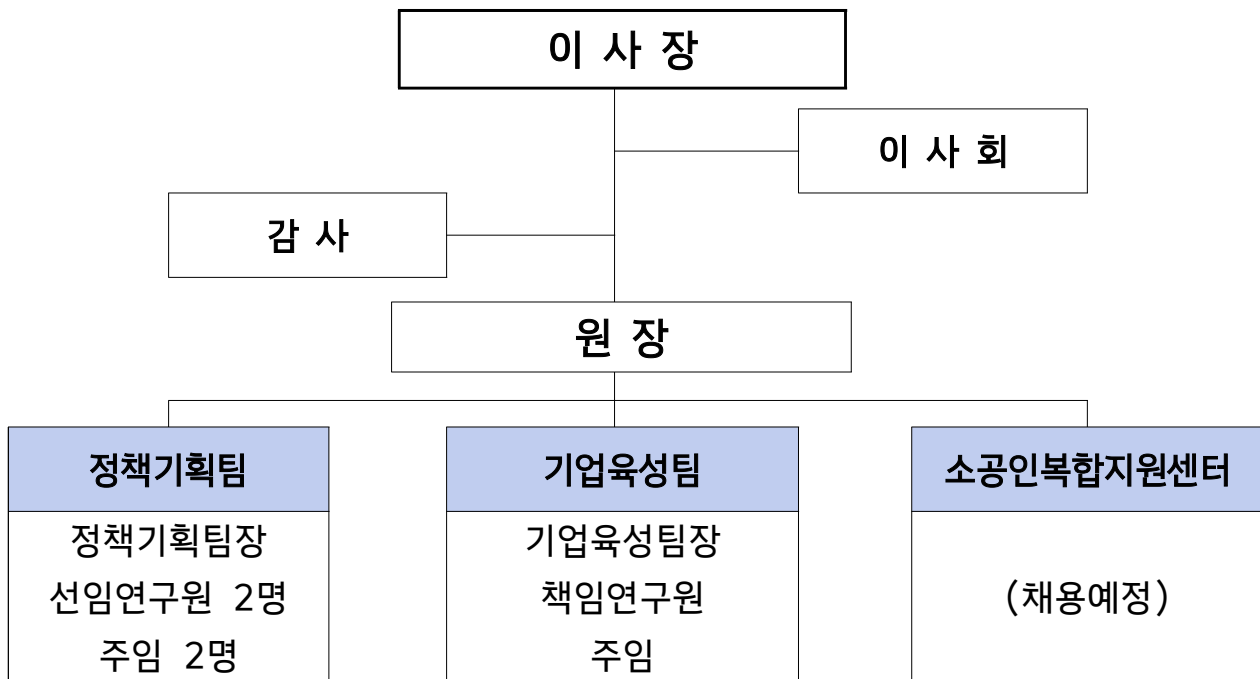 이 사 장
이 사 회
감 사
원 장
정책기획팀
정책기획팀장
선임연구원 2명
주임 2명
기업육성팀
기업육성팀장
책임연구원
주임
소공인복합지원센터
(채용예정)